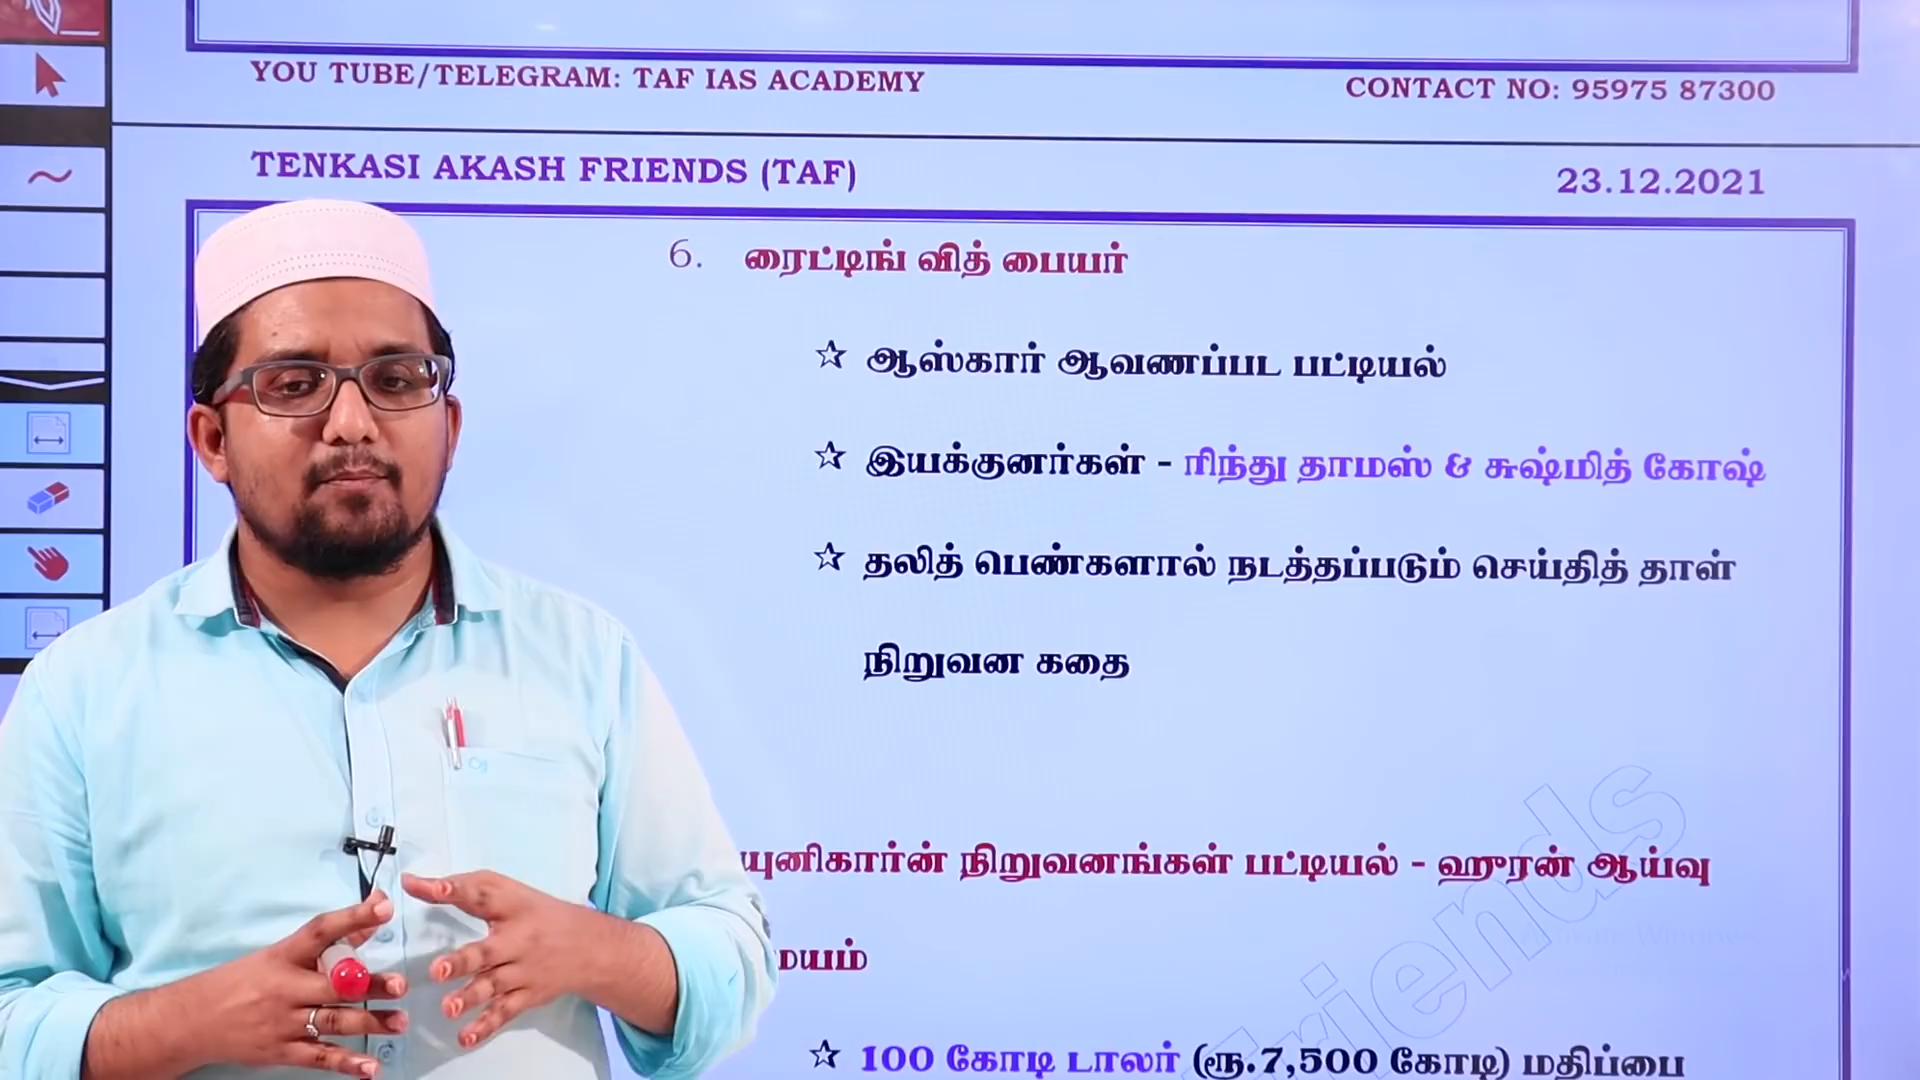 YOU TUBE/TELEGRAM: TAF IAS ACADEMY
CONTACT NO: 95975 87300
TENKASI AKASH FRIENDS (TAF)
23.12.2021
6. ரைட்டிங் வித் பையர்
☆ ஆஸ்கார் ஆவணப்பட பட்டியல்
☆ இயக்குனர்கள் - ரிந்து தாமஸ் & சுஷ்மித் கோஷ்
☆ தலித் பெண்களால் நடத்தப்படும் செய்தித் தாள்
நிறுவன கதை
யுனிகார்ன் நிறுவனங்கள் பட்டியல் - ஹுரன் ஆய்வு
மையம்
☆ 100 கோடி டாலர் (ரூ.7,500 கோடி) மதிப்பை
Friends